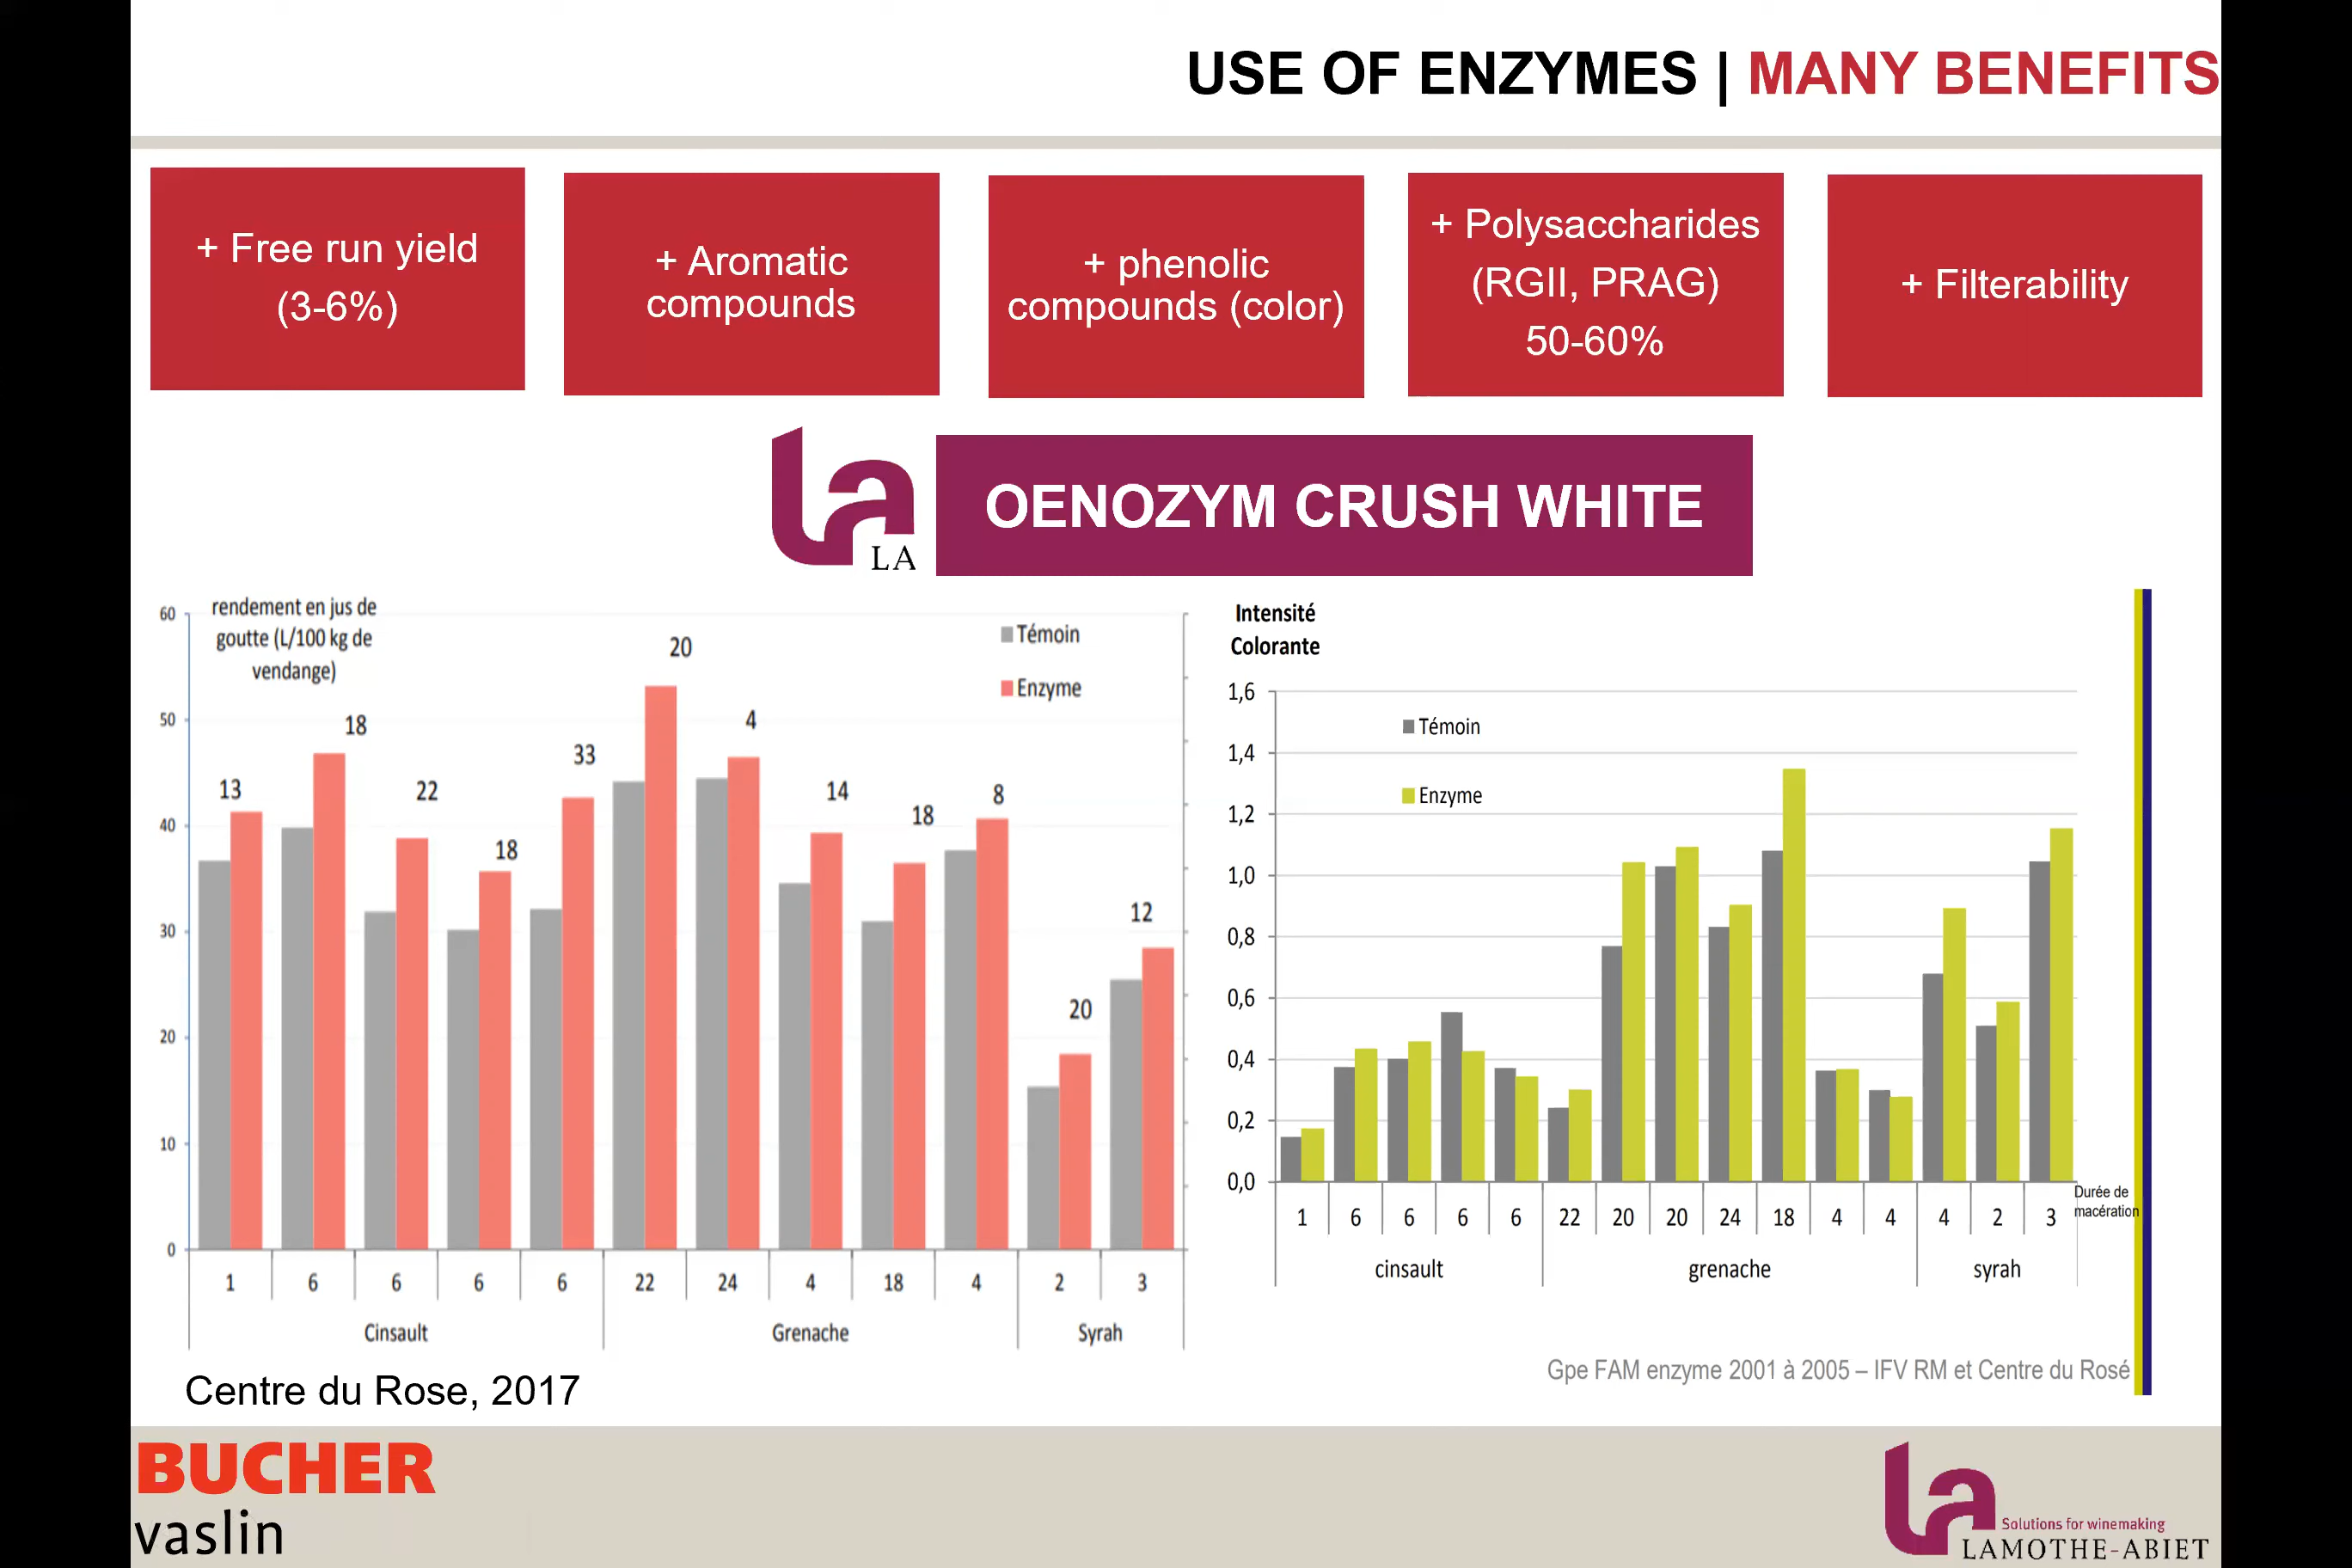 USE OF ENZYMES | MANY BENEFITS
+ Free run yield
(3-6%)
+ Aromatic
compounds
+ phenolic
compounds (color)
+ Polysaccharides
(RGII, PRAG)
50-60%
+ Filterability
LA
OENOZYM CRUSH WHITE
rendement en jus de
goutte (L/100 kg de
vendange)
Témoin
Enzyme
60
50
40
30
20
10
0
13
18
22
18
33
20
4
14
18
8
20
12
1 6 6 6 6 22 24 4 18 4 2 3
Cinsault Grenache Syrah
Centre du Rose, 2017
Intensité
Colorante
Témoin
Enzyme
1,6
1,4
1,2
1,0
0,8
0,6
0,4
0,2
0,0
1 6 6 6 6 22 20 20 24 18 4 4 4 2 3
Durée de
macération
cinsault grenache syrah
Gpe FAM enzyme 2001 à 2005 – IFV RM et Centre du Rosé
BUCHER
vaslin
La
Solutions for winemaking
LAMOTHE-ABIET